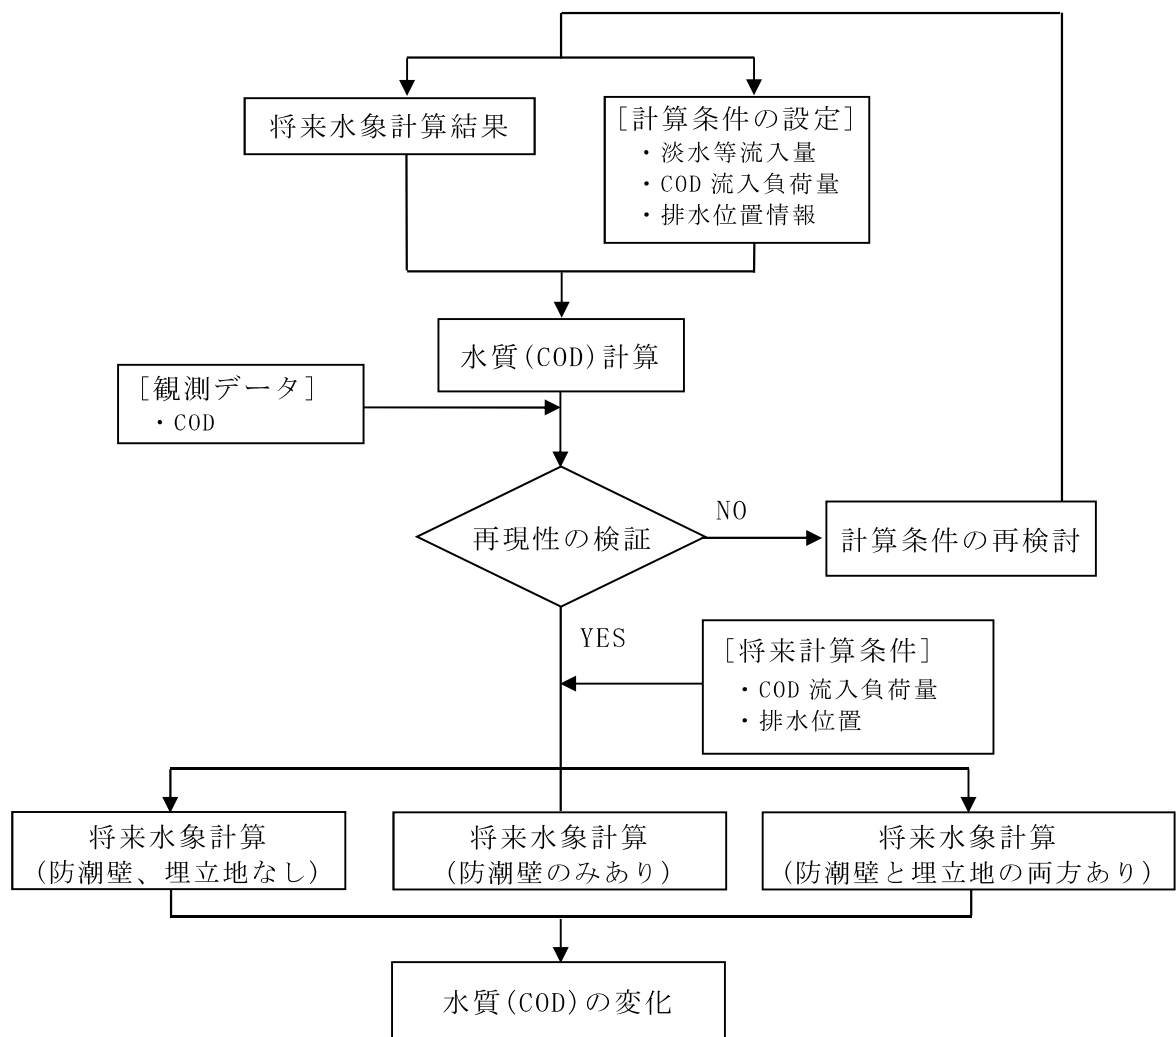 将来水象計算結果
[計算条件の設定]
・淡水等流入量
・COD 流入負荷量
・排水位置情報
水質(COD)計算
[観測データ]
・COD
再現性の検証
NO
計算条件の再検討
YES
[将来計算条件]
・COD 流入負荷量
・排水位置
将来水象計算
(防潮壁、埋立地なし)
将来水象計算
(防潮壁のみあり)
将来水象計算
(防潮壁と埋立地の両方あり)
水質(COD)の変化